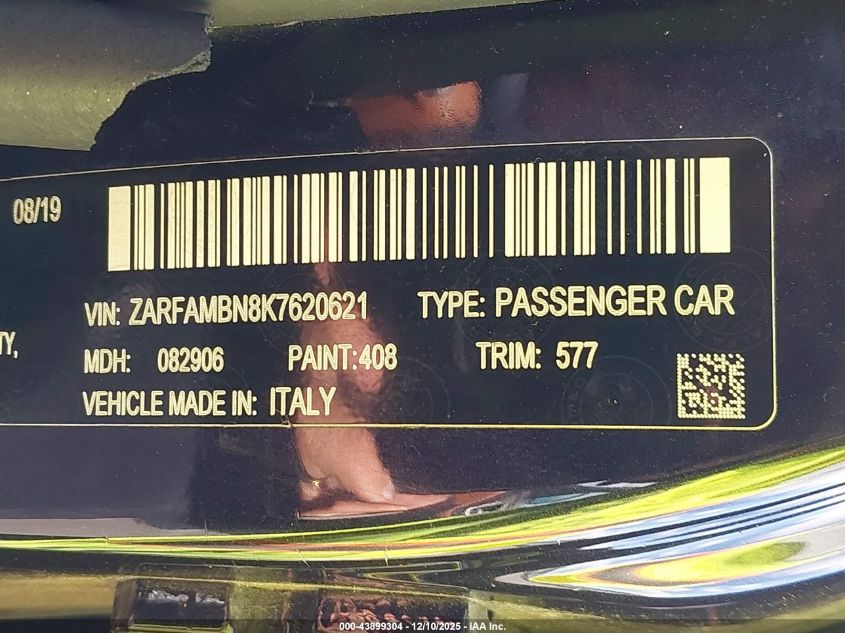 08/19
VIN: ZARFAMBN8K7620621 TYPE: PASSENGER CAR
TY,
MDH: 082906 PAINT:408 TRIM: 577
VEHICLE MADE IN: ITALY
000-43899304 - 12/10/2025 - IAA Inc.